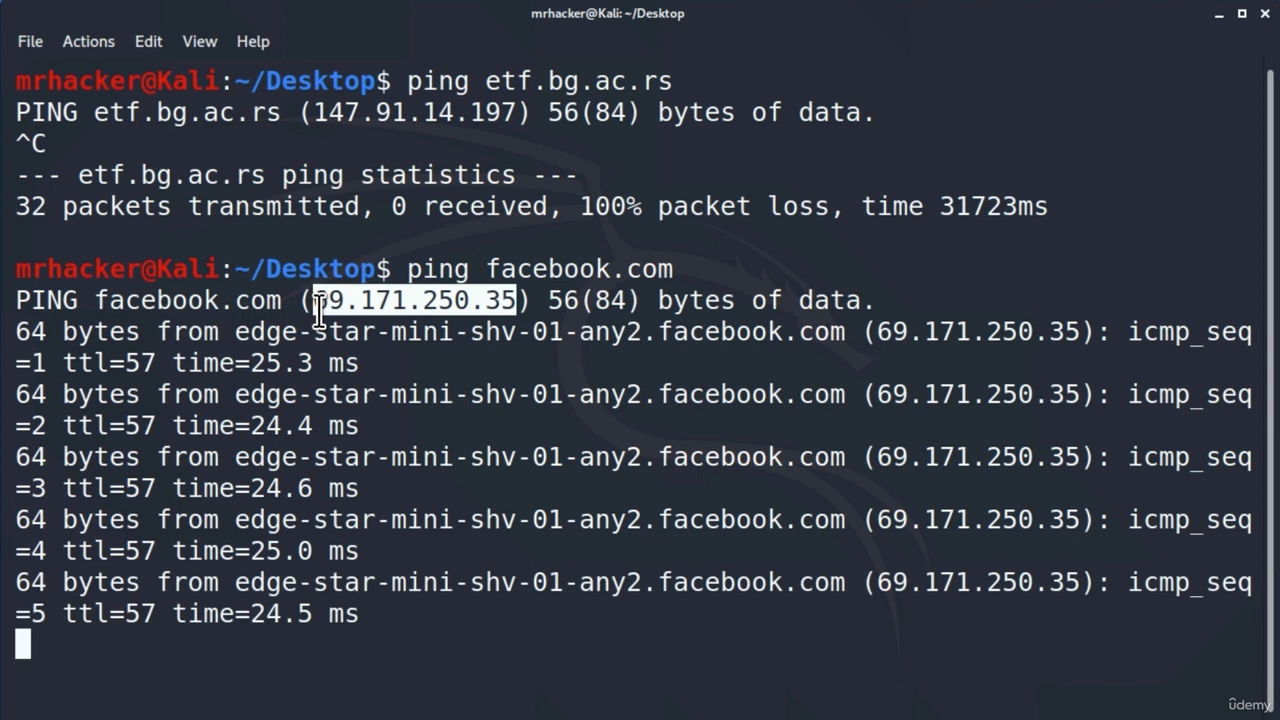 mrhacker@Kali: ~/Desktop
File Actions Edit View Help
mrhacker@Kali:~/Desktop$ ping etf.bg.ac.rs
PING etf.bg.ac.rs (147.91.14.197) 56(84) bytes of data.
^C
--- etf.bg.ac.rs ping statistics ---
32 packets transmitted, 0 received, 100% packet loss, time 31723ms
mrhacker@Kali:~/Desktop$ ping facebook.com
PING facebook.com (69.171.250.35) 56(84) bytes of data.
64 bytes from edge-star-mini-shv-01-any2.facebook.com (69.171.250.35): icmp_seq
=1 ttl=57 time=25.3 ms
64 bytes from edge-star-mini-shv-01-any2.facebook.com (69.171.250.35): icmp_seq
=2 ttl=57 time=24.4 ms
64 bytes from edge-star-mini-shv-01-any2.facebook.com (69.171.250.35): icmp_seq
=3 ttl=57 time=24.6 ms
64 bytes from edge-star-mini-shv-01-any2.facebook.com (69.171.250.35): icmp_seq
=4 ttl=57 time=25.0 ms
64 bytes from edge-star-mini-shv-01-any2.facebook.com (69.171.250.35): icmp_seq
=5 ttl=57 time=24.5 ms
ûdemy